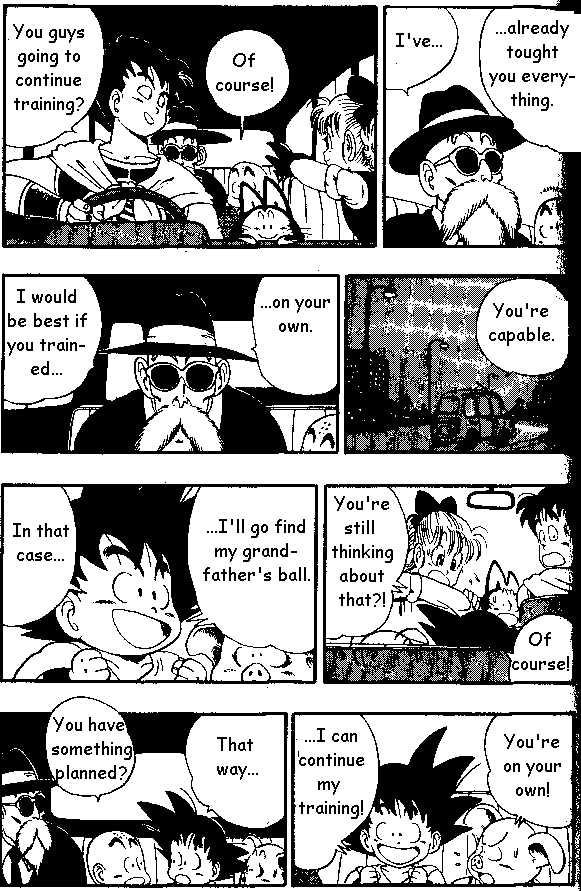 You guys
going to
continue
training?
Of
course!
I've...
...already
tought
you every-
thing.
I would
be best if
you train-
ed...
...on your
own.
You're
capable.
In that
case...
...I'll go find
my grand-
father's ball.
You're
still
thinking
about
that?!
Of
course!
You have
something
planned?
That
way...
...I can
continue
my
training!
You're
on your
own!